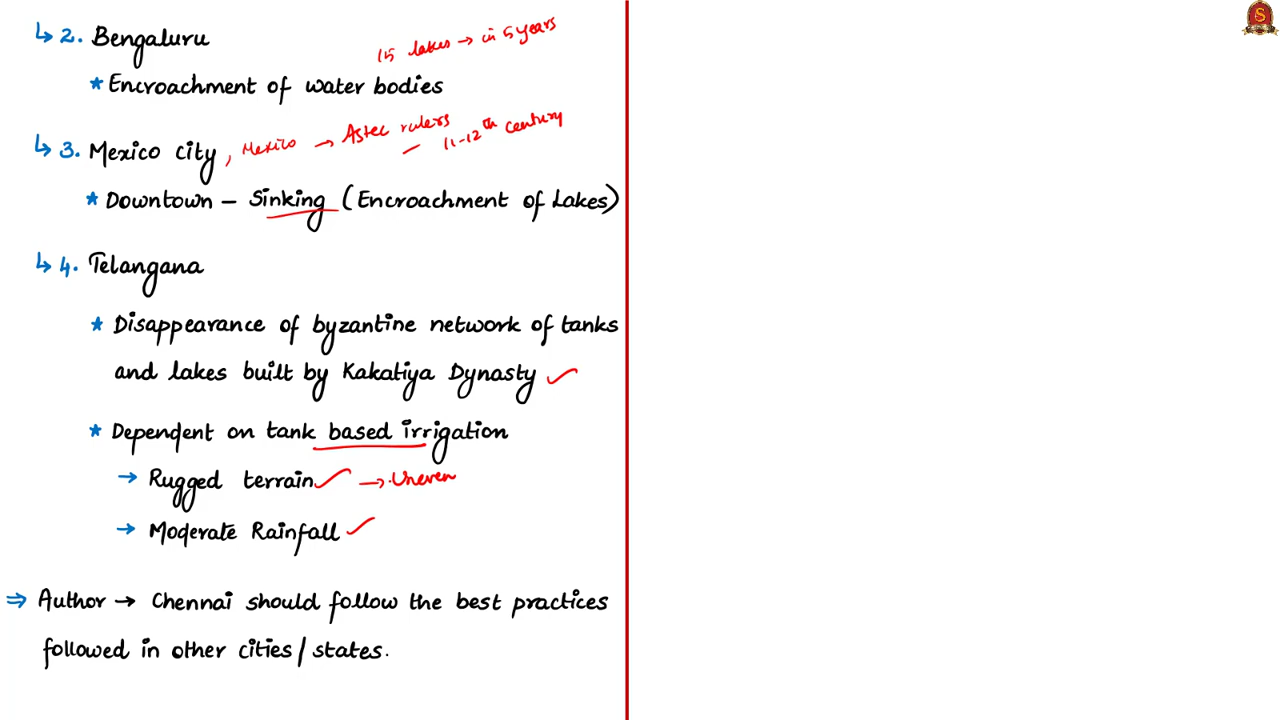 ↳ 2. Bengaluru
15 lakes → in 5 years
* Encroachment of water bodies
↳ 3. Mexico city, Mexico → Aztec rulers
– 11-12th century
* Downtown – Sinking (Encroachment of Lakes)
↳ 4. Telangana
* Disappearance of byzantine network of tanks
and lakes built by Kakatiya Dynasty ✓
* Dependent on tank based irrigation
→ Rugged terrain ✓ → Uneven
→ Moderate Rainfall ✓
⇒ Author → Chennai should follow the best practices
followed in other cities/states.